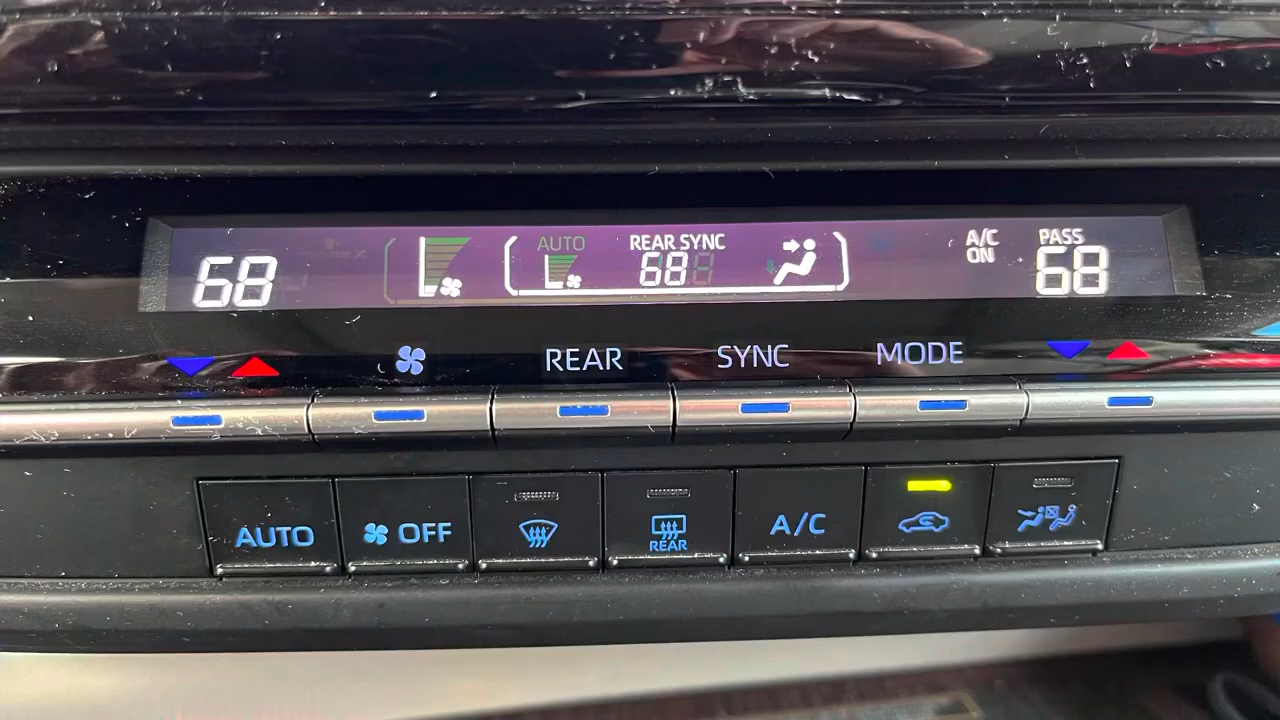 68
AUTO
REAR SYNC
68
A/C
ON
PASS
68
REAR
SYNC
MODE
AUTO
OFF
REAR
A/C